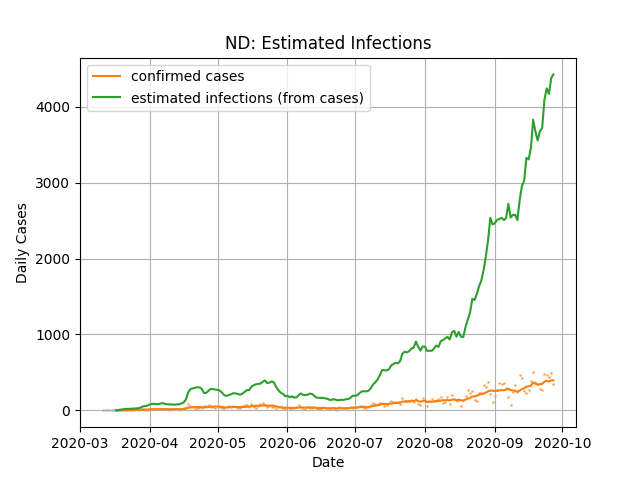 ND: Estimated Infections
confirmed cases
estimated infections (from cases)
Daily Cases
4000
3000
2000
1000
0
2020-03 2020-04 2020-05 2020-06 2020-07 2020-08 2020-09 2020-10
Date